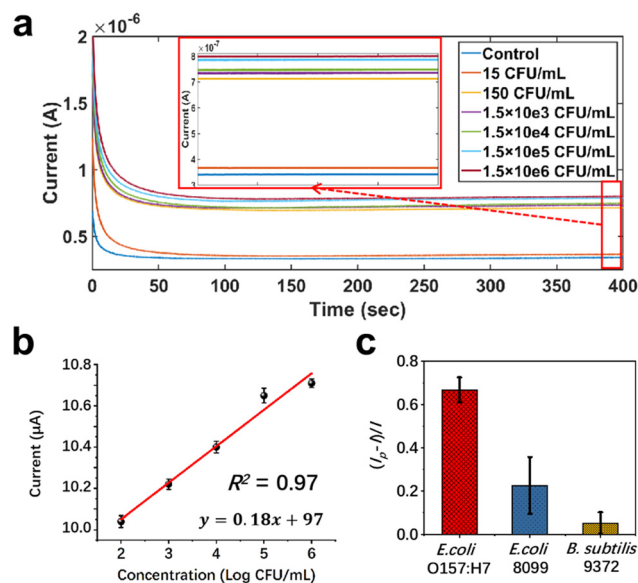 a
×10⁻⁶
2
1.5
1
0.5
Current (A)
0 50 100 150 200 250 300 350 400
Time (sec)
×10⁻⁷
8
7
6
5
4
3
Current (A)
Control
15 CFU/mL
150 CFU/mL
1.5×10e3 CFU/mL
1.5×10e4 CFU/mL
1.5×10e5 CFU/mL
1.5×10e6 CFU/mL
b
10.8
10.6
10.4
10.2
10.0
Current (µA)
R² = 0.97
y = 0.18x + 97
2 3 4 5 6
Concentration (Log CFU/mL)
c
0.8
0.6
0.4
0.2
0.0
(Iₚ-I)/I
E.coli E.coli B. subtilis
O157:H7 8099 9372